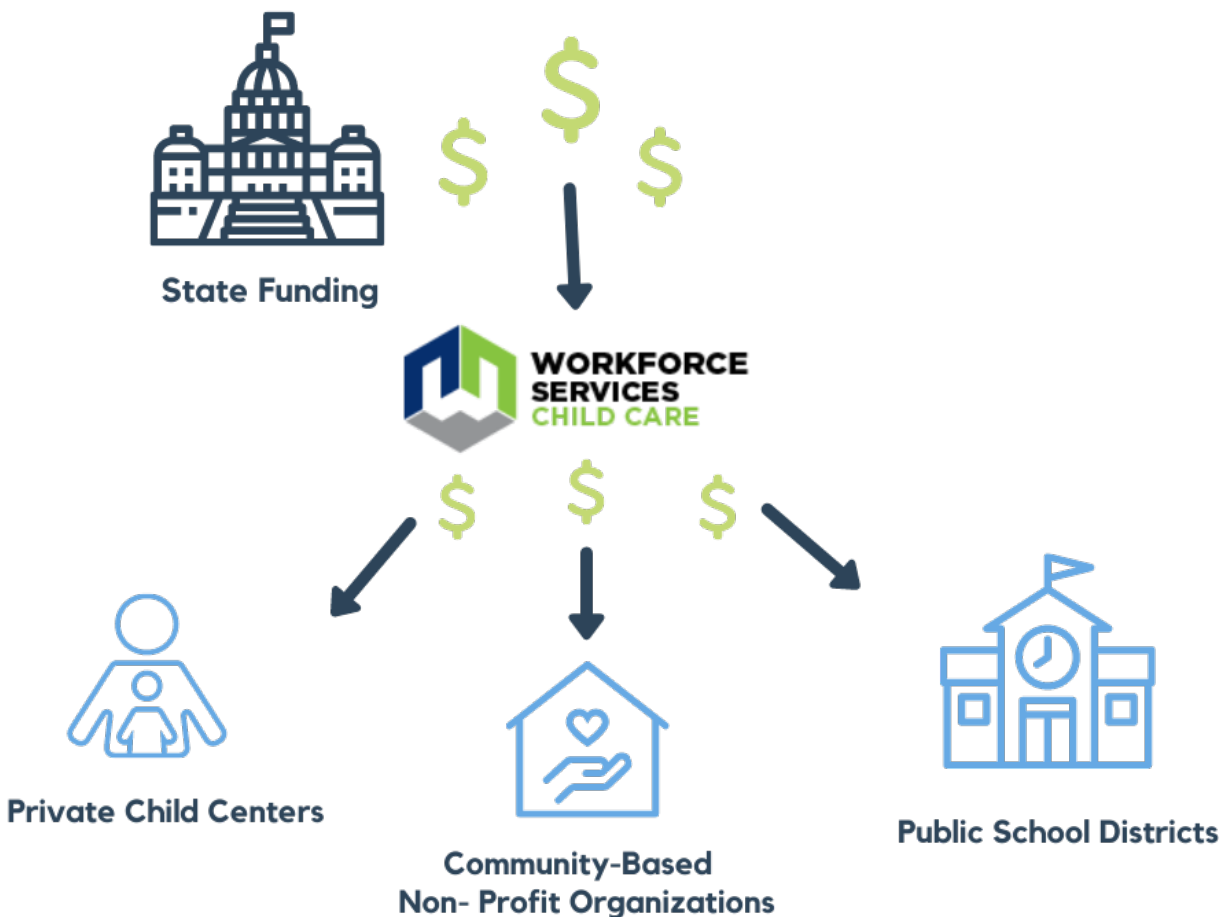 $
$
$
State Funding
WORKFORCE
SERVICES
CHILD CARE
$
$
$
Private Child Centers
Community-Based
Non- Profit Organizations
Public School Districts